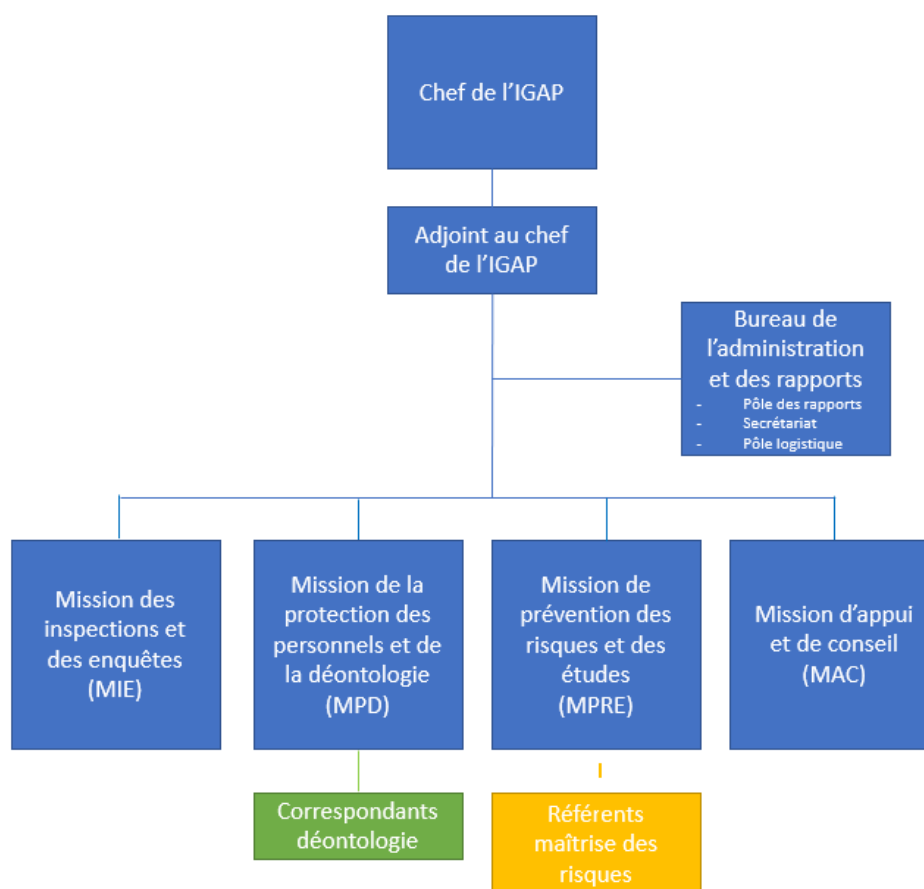 Chef de l’IGAP
Adjoint au chef
de l’IGAP
Bureau de
l’administration
et des rapports
- Pôle des rapports
- Secrétariat
- Pôle logistique
Mission des
inspections et
des enquêtes
(MIE)
Mission de la
protection des
personnels et de
la déontologie
(MPD)
Mission de
prévention des
risques et des
études
(MPRE)
Mission d’appui
et de conseil
(MAC)
Correspondants
déontologie
Référents
maîtrise des
risques